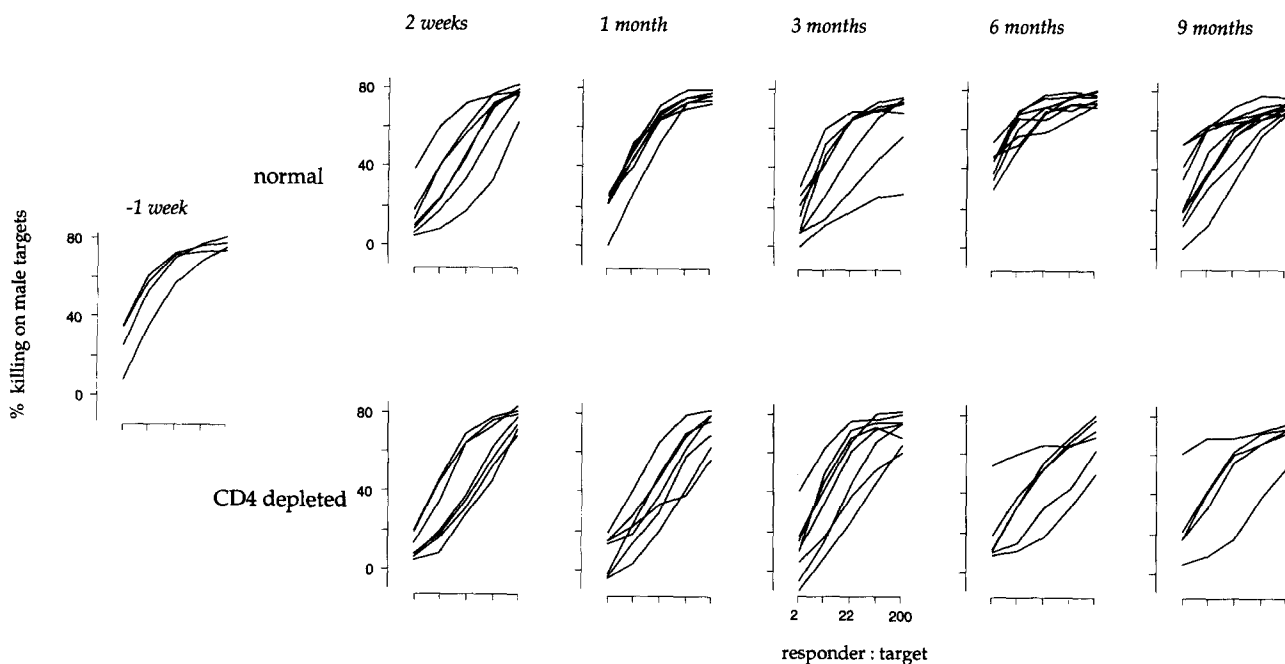 2 weeks 1 month 3 months 6 months 9 months
80
40
0
normal
-1 week
80
40
0
% killing on male targets
80
40
0
CD4 depleted
2 22 200
responder : target